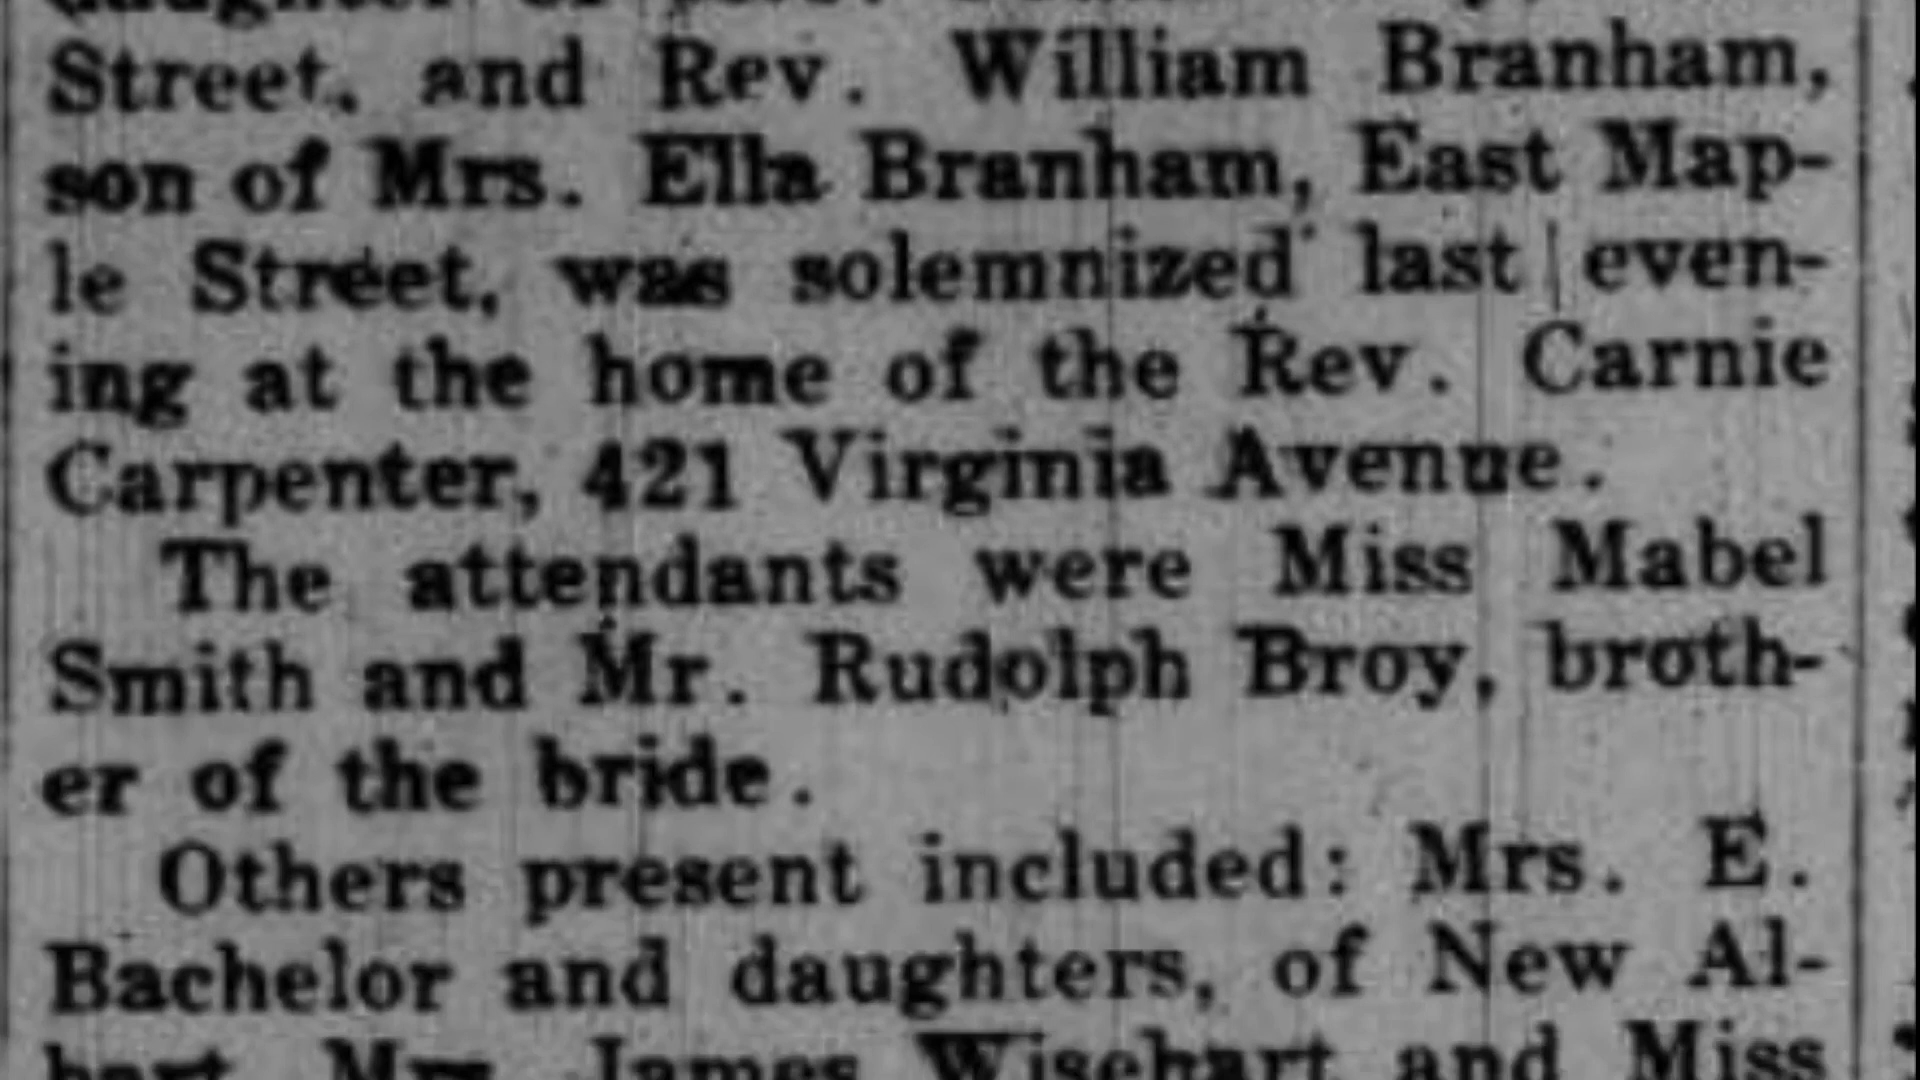 daughter of
Street, and Rev. William Branham,
son of Mrs. Ella Branham, East Map-
le Street, was solemnized last even-
ing at the home of the Rev. Carnie
Carpenter, 421 Virginia Avenue.
The attendants were Miss Mabel
Smith and Mr. Rudolph Broy, broth-
er of the bride.
Others present included: Mrs. E.
Bachelor and daughters, of New Al-
James Wisehart and Miss